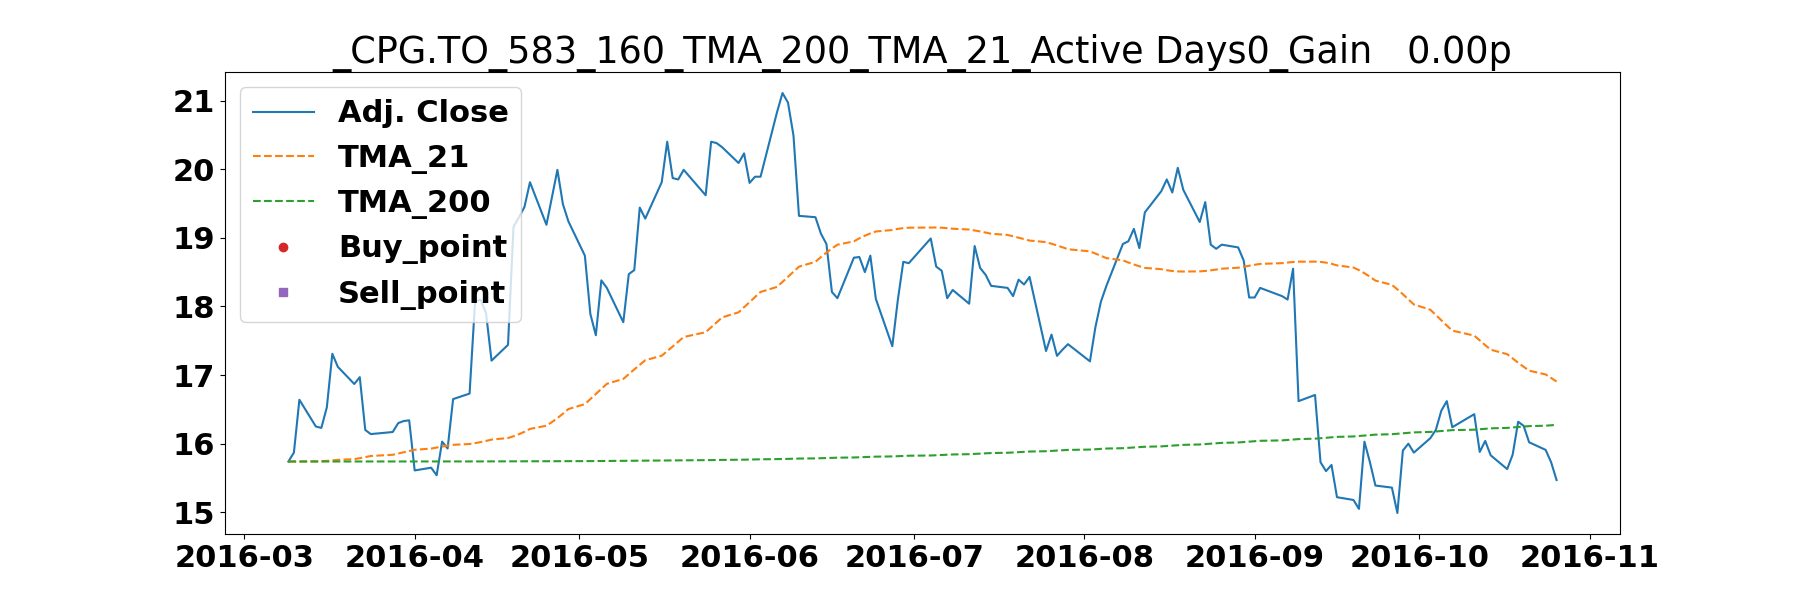 _CPG.TO_583_160_TMA_200_TMA_21_Active Days0_Gain   0.00p
Adj. Close
TMA_21
TMA_200
Buy_point
Sell_point
21
20
19
18
17
16
15
2016-03 2016-04 2016-05 2016-06 2016-07 2016-08 2016-09 2016-10 2016-11